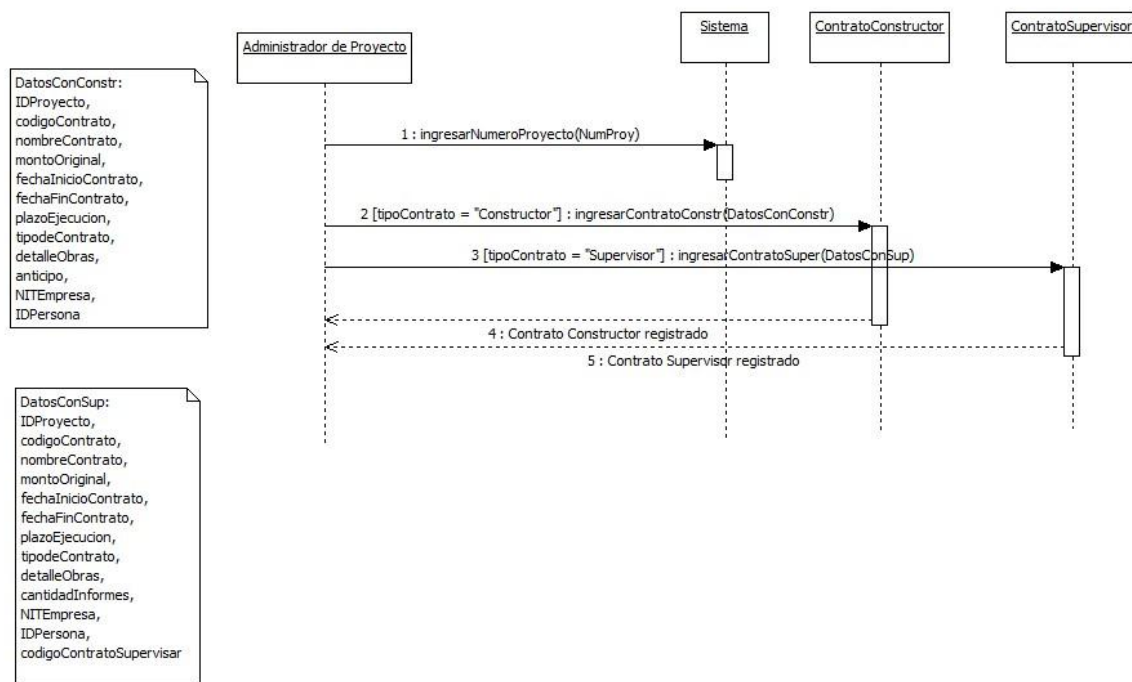 Administrador de Proyecto
Sistema
ContratoConstructor
ContratoSupervisor
DatosConConstr:
IDProyecto,
codigoContrato,
nombreContrato,
montoOriginal,
fechaInicioContrato,
fechaFinContrato,
plazoEjecucion,
tipodeContrato,
detalleObras,
anticipo,
NITEmpresa,
IDPersona
1 : ingresarNumeroProyecto(NumProy)
2 [tipoContrato = "Constructor"] : ingresarContratoConstr(DatosConConstr)
3 [tipoContrato = "Supervisor"] : ingresarContratoSuper(DatosConSup)
4 : Contrato Constructor registrado
5 : Contrato Supervisor registrado
DatosConSup:
IDProyecto,
codigoContrato,
nombreContrato,
montoOriginal,
fechaInicioContrato,
fechaFinContrato,
plazoEjecucion,
tipodeContrato,
detalleObras,
cantidadInformes,
NITEmpresa,
IDPersona,
codigoContratoSupervisar